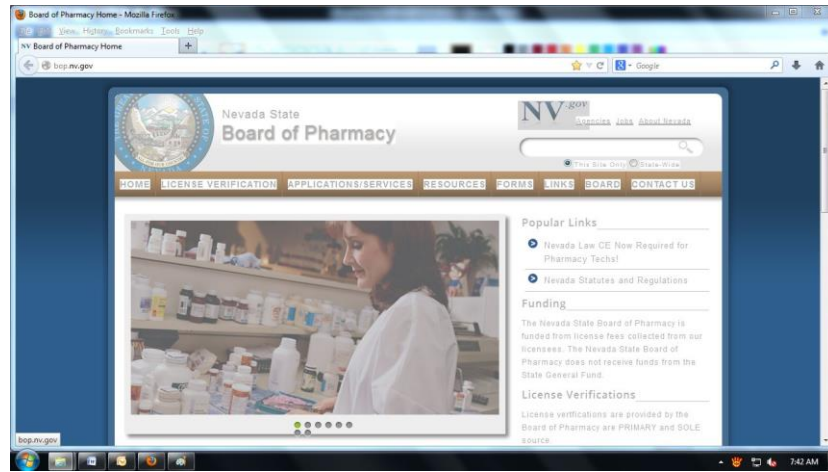 Board of Pharmacy Home - Mozilla Firefox
View History Bookmarks Tools Help
NV Board of Pharmacy Home
bop.nv.gov
Google
Nevada State
Board of Pharmacy
NV.gov
Agencies Jobs About Nevada
This Site Only State-Wide
HOME LICENSE VERIFICATION APPLICATIONS/SERVICES RESOURCES FORMS LINKS BOARD CONTACT US
Popular Links
Nevada Law CE Now Required for
Pharmacy Techs!
Nevada Statutes and Regulations
Funding
The Nevada State Board of Pharmacy is
funded from license fees collected from our
licensees. The Nevada State Board of
Pharmacy does not receive funds from the
State General Fund.
License Verifications
License verifications are provided by the
Board of Pharmacy are PRIMARY and SOLE
source
bop.nv.gov
7:42 AM